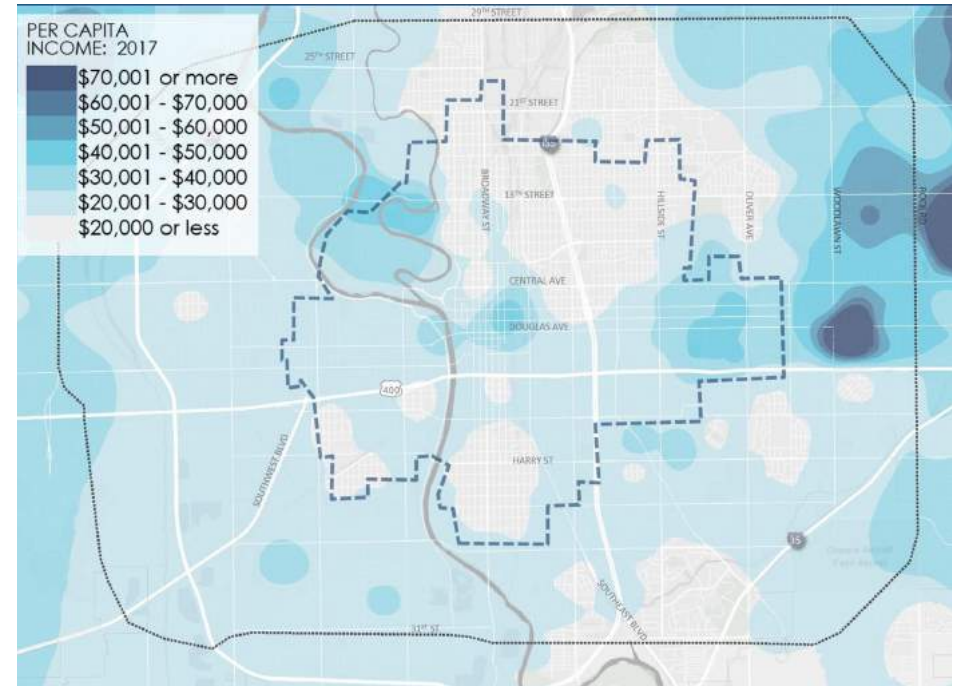 PER CAPITA
INCOME: 2017
$70,001 or more
$60,001 - $70,000
$50,001 - $60,000
$40,001 - $50,000
$30,001 - $40,000
$20,001 - $30,000
$20,000 or less
29TH STREET
25TH STREET
21ST STREET
BROADWAY ST
13TH STREET
HILLSIDE ST
OLIVER AVE
WOODLAWN ST
ROCK RD
CENTRAL AVE
DOUGLAS AVE
400
SOUTHWEST BLVD
HARRY ST
35
SOUTHEAST BLVD
31ST ST